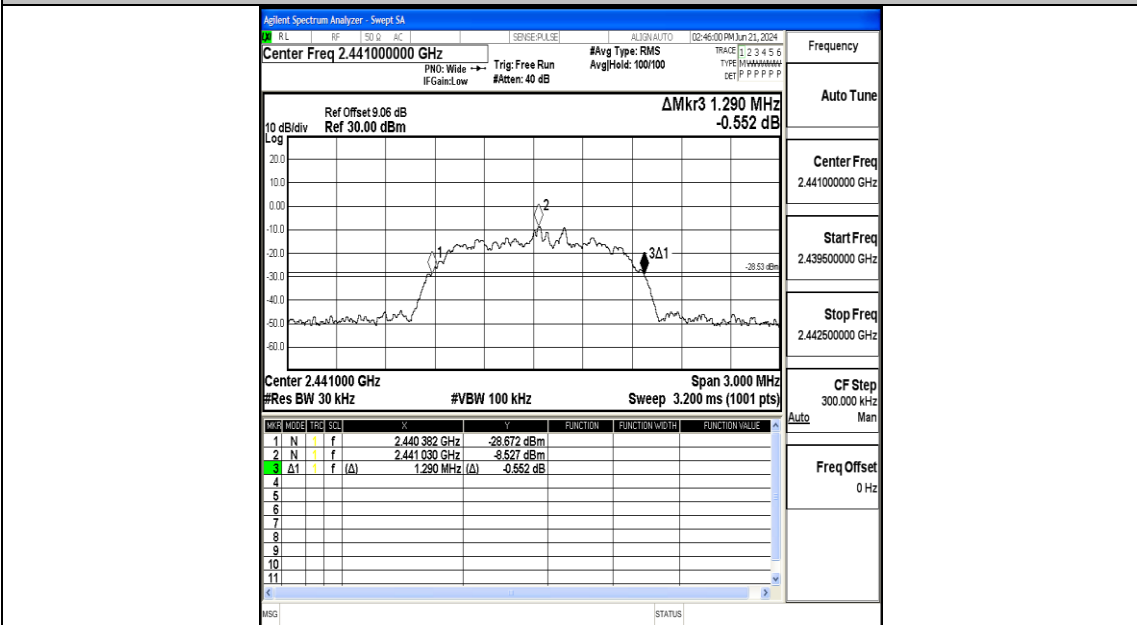 Agilent Spectrum Analyzer - Swept SA
RL RF 50 Ω AC SENSE:PULSE ALIGN AUTO 02:46:00 PM Jun 21, 2024
Center Freq 2.441000000 GHz
#Avg Type: RMS
TRACE 1 2 3 4 5 6
PNO: Wide
Trig: Free Run
Avg|Hold: 100/100
TYPE
IFGain:Low
#Atten: 40 dB
DET P P P P P P
ΔMkr3 1.290 MHz
-0.552 dB
Ref Offset 9.06 dB
10 dB/div Ref 30.00 dBm
Log
20.0
10.0
0.00
-10.0
-20.0
-30.0
-40.0
-50.0
-60.0
1
2
3Δ1
-28.53 dBm
Center 2.441000 GHz Span 3.000 MHz
#Res BW 30 kHz #VBW 100 kHz Sweep 3.200 ms (1001 pts)
MKR MODE TRC SCL X Y FUNCTION FUNCTION WIDTH FUNCTION VALUE
1 N 1 f 2.440 382 GHz -28.672 dBm
2 N 1 f 2.441 030 GHz -8.527 dBm
3 Δ1 1 f (Δ) 1.290 MHz (Δ) -0.552 dB
4
5
6
7
8
9
10
11
MSG STATUS
Frequency
Auto Tune
Center Freq
2.441000000 GHz
Start Freq
2.439500000 GHz
Stop Freq
2.442500000 GHz
CF Step
300.000 kHz
Auto Man
Freq Offset
0 Hz